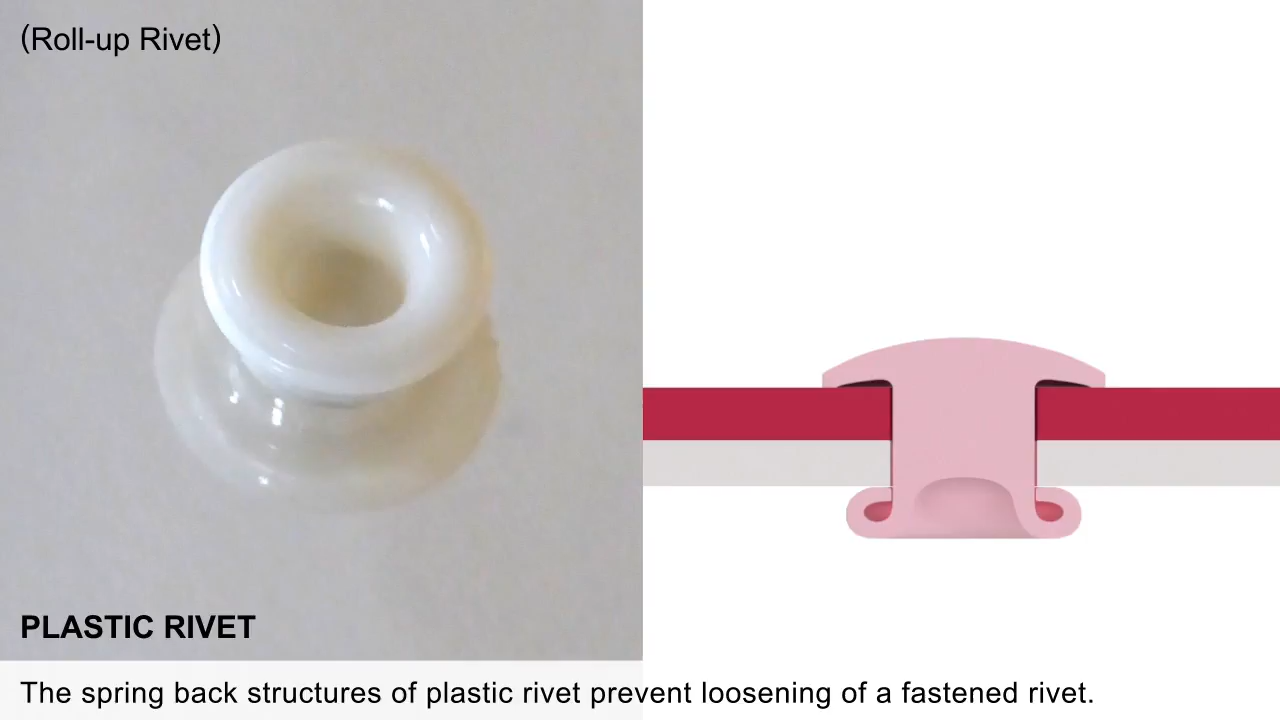 (Roll-up Rivet)
PLASTIC RIVET
The spring back structures of plastic rivet prevent loosening of a fastened rivet.